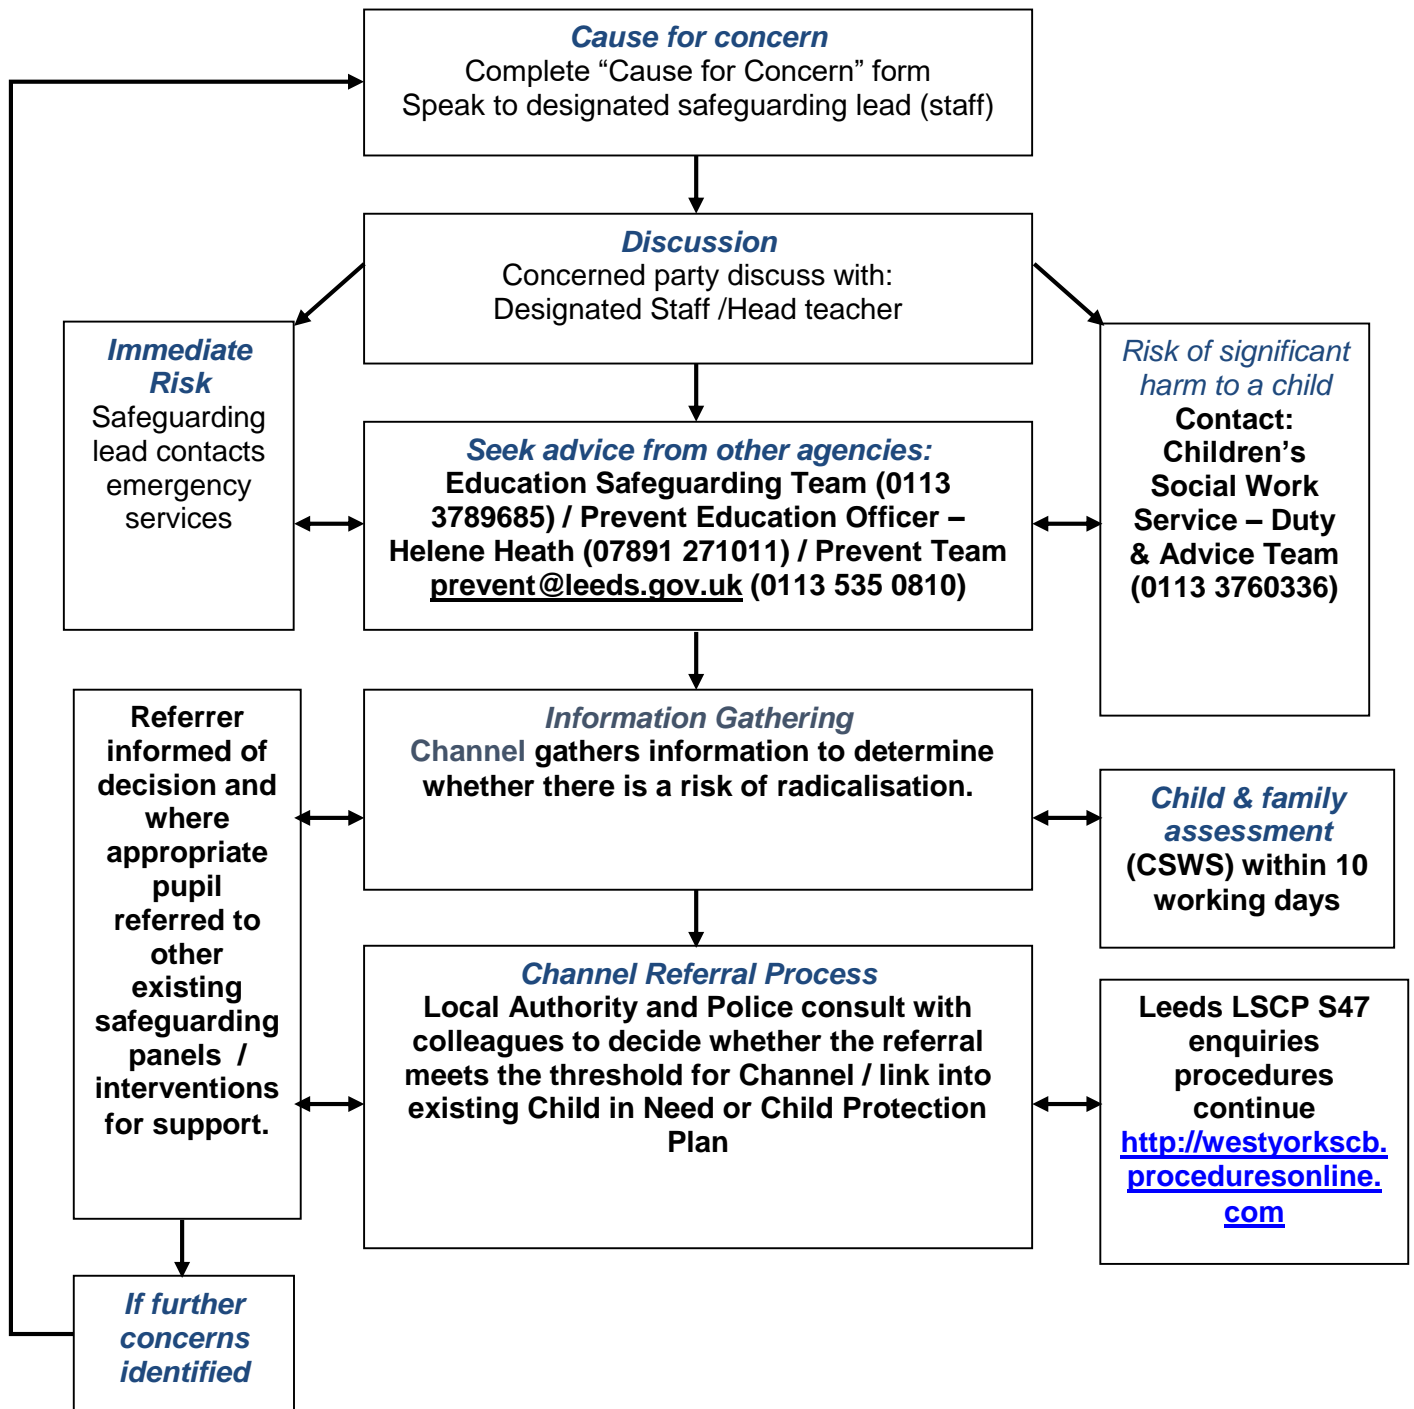 Cause for concern
Complete “Cause for Concern” form
Speak to designated safeguarding lead (staff)
Discussion
Concerned party discuss with:
Designated Staff /Head teacher
Immediate
Risk
Safeguarding
lead contacts
emergency
services
Seek advice from other agencies:
Education Safeguarding Team (0113
3789685) / Prevent Education Officer –
Helene Heath (07891 271011) / Prevent Team
prevent@leeds.gov.uk (0113 535 0810)
Risk of significant
harm to a child
Contact:
Children’s
Social Work
Service – Duty
& Advice Team
(0113 3760336)
Referrer
informed of
decision and
where
appropriate
pupil
referred to
other
existing
safeguarding
panels /
interventions
for support.
Information Gathering
Channel gathers information to determine
whether there is a risk of radicalisation.
Child & family
assessment
(CSWS) within 10
working days
Channel Referral Process
Local Authority and Police consult with
colleagues to decide whether the referral
meets the threshold for Channel / link into
existing Child in Need or Child Protection
Plan
Leeds LSCP S47
enquiries
procedures
continue
http://westyorkscb.
proceduresonline.
com
If further
concerns
identified